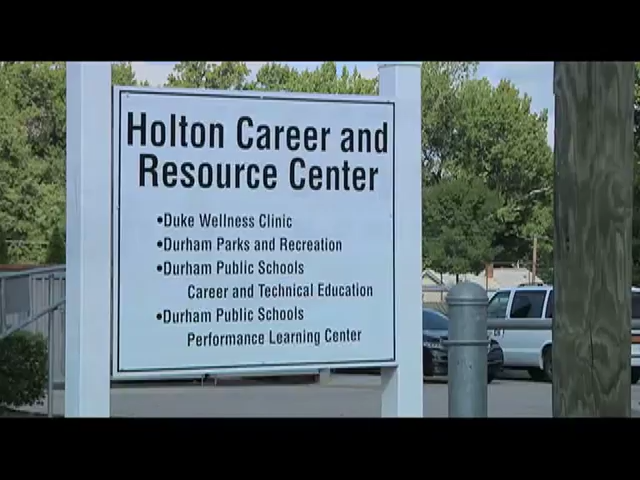 Holton Career and
Resource Center
•Duke Wellness Clinic
•Durham Parks and Recreation
•Durham Public Schools
Career and Technical Education
•Durham Public Schools
Performance Learning Center